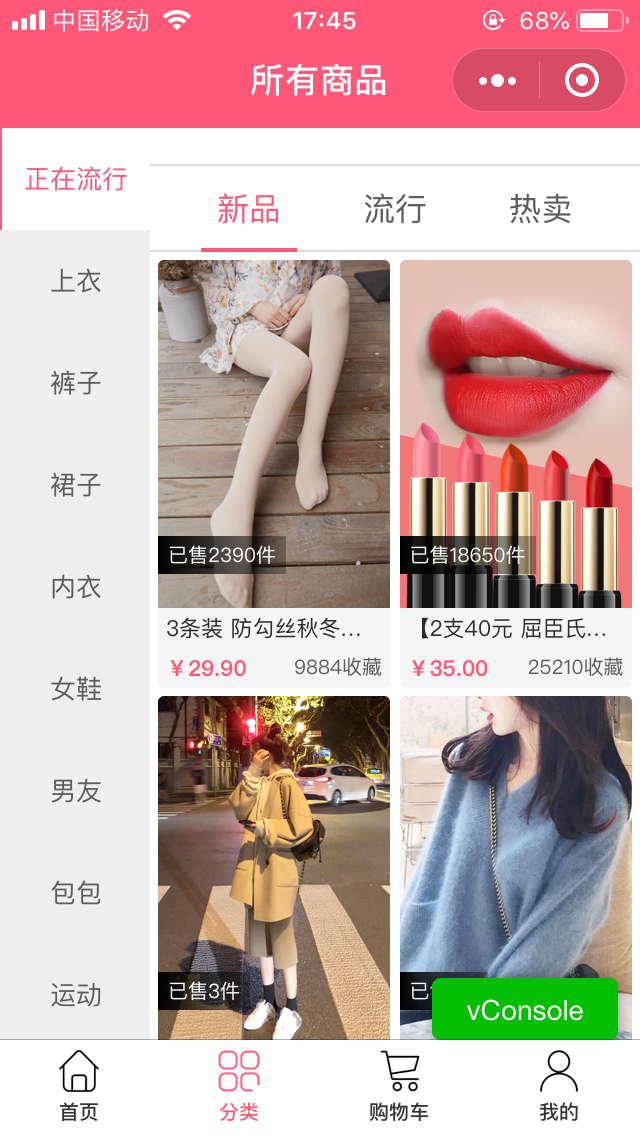 中国移动 17:45 68%
所有商品
正在流行
上衣
裤子
裙子
内衣
女鞋
男友
包包
运动
新品 流行 热卖
已售2390件
3条装 防勾丝秋冬...
￥29.90 9884收藏
已售18650件
【2支40元 屈臣氏...
￥35.00 25210收藏
已售3件
vConsole
首页 分类 购物车 我的